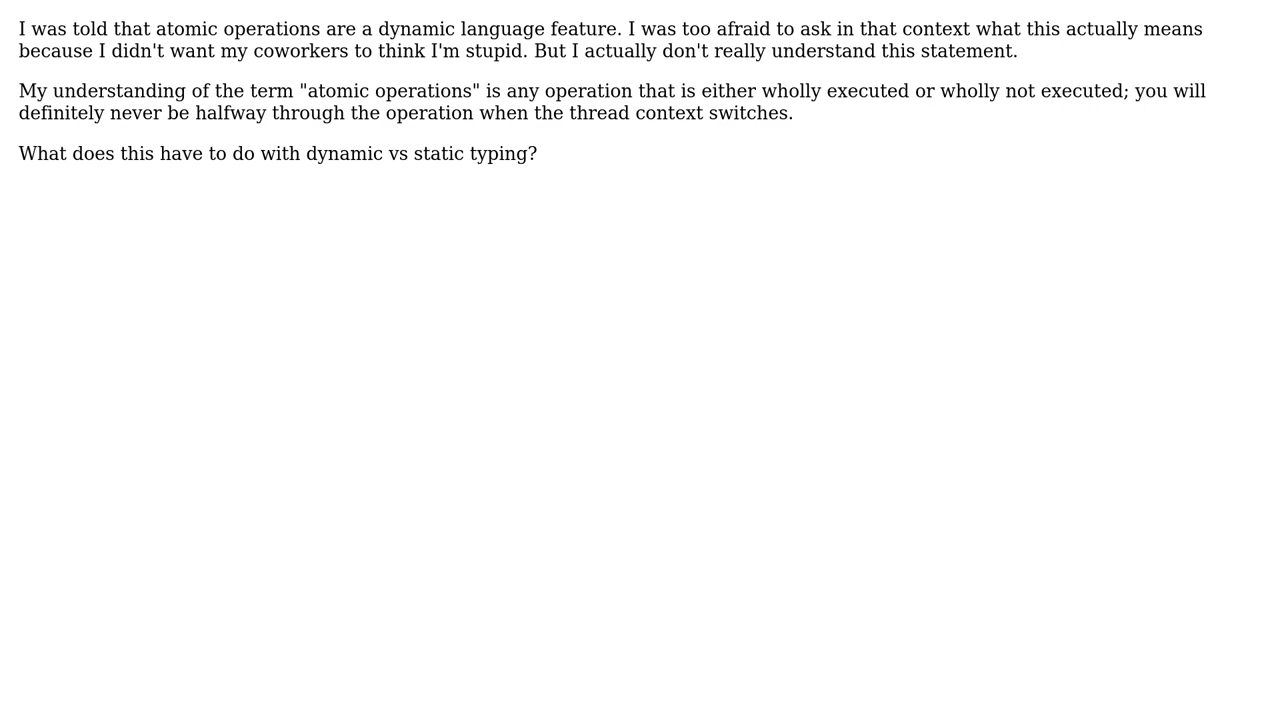 I was told that atomic operations are a dynamic language feature. I was too afraid to ask in that context what this actually means
because I didn't want my coworkers to think I'm stupid. But I actually don't really understand this statement.
My understanding of the term "atomic operations" is any operation that is either wholly executed or wholly not executed; you will
definitely never be halfway through the operation when the thread context switches.
What does this have to do with dynamic vs static typing?